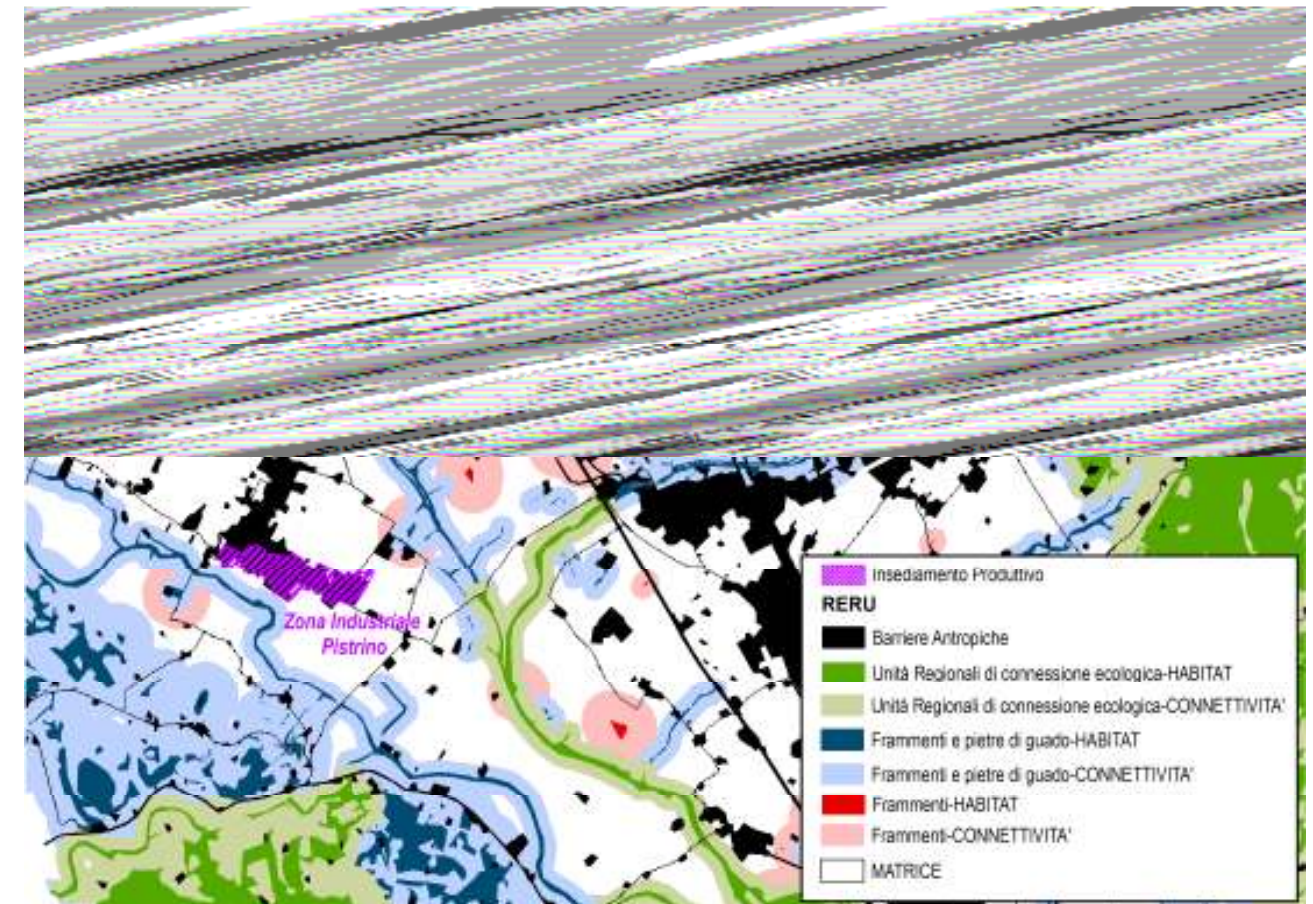 Zona Industriale
Pistrino
Insediamento Produttivo
RERU
Barriere Antropiche
Unità Regionali di connessione ecologica-HABITAT
Unità Regionali di connessione ecologica-CONNETTIVITA'
Frammenti e pietre di guado-HABITAT
Frammenti e pietre di guado-CONNETTIVITA'
Frammenti-HABITAT
Frammenti-CONNETTIVITA'
MATRICE